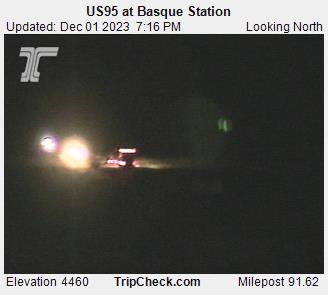 US95 at Basque Station
Updated: Dec 01 2023 7:16 PM Looking North
Elevation 4460 TripCheck.com Milepost 91.62